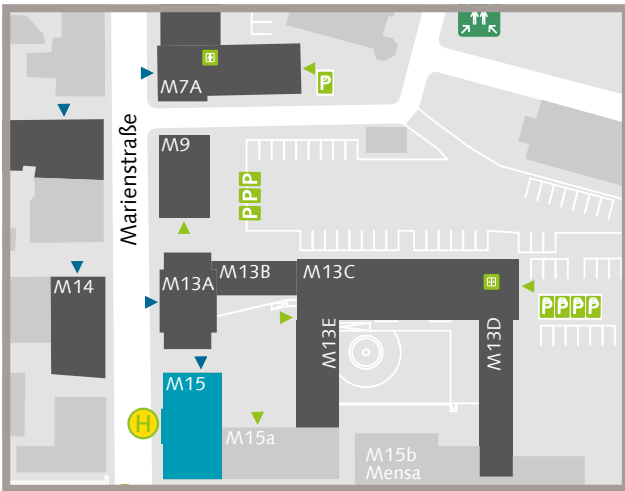 M7A
P
Marienstraße
M9
P P P
M13A
M13B
M13C
M14
P P P P
M13E
M13D
M15
H
M15a
M15b
Mensa